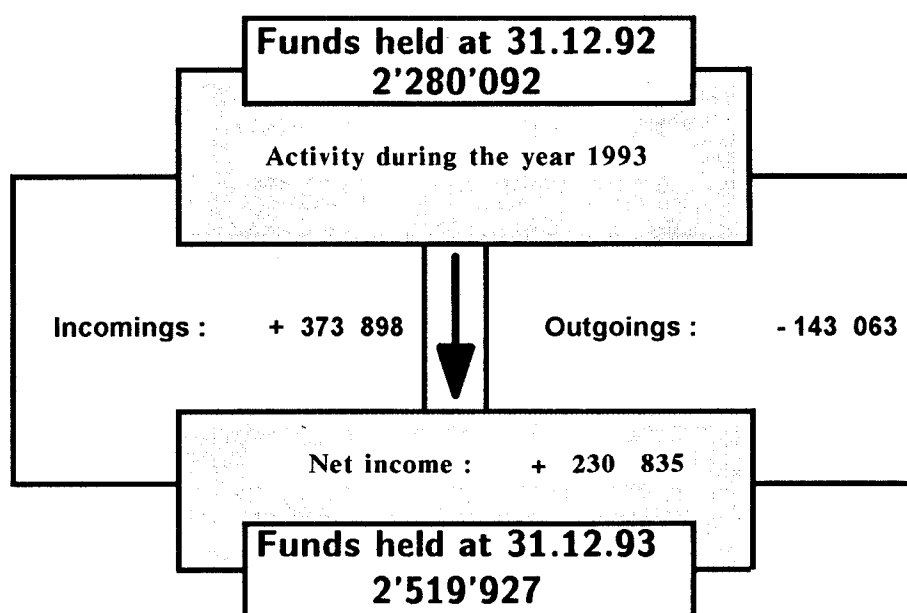 Funds held at 31.12.92
2'280'092
Activity during the year 1993
Incomings : + 373 898
Outgoings : - 143 063
Net income : + 230 835
Funds held at 31.12.93
2'519'927